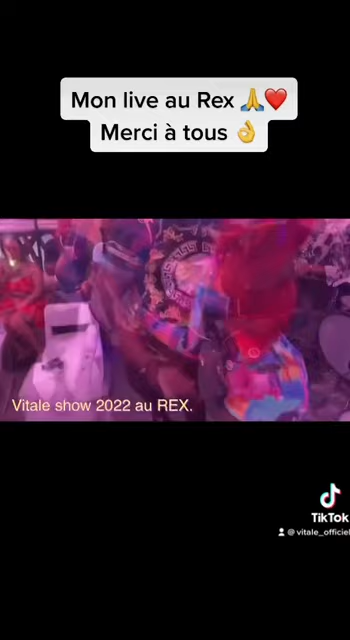 Mon live au Rex 🙏❤️
Merci à tous 👌
Vitale show 2022 au REX.
TikTok
@vitale_officiel